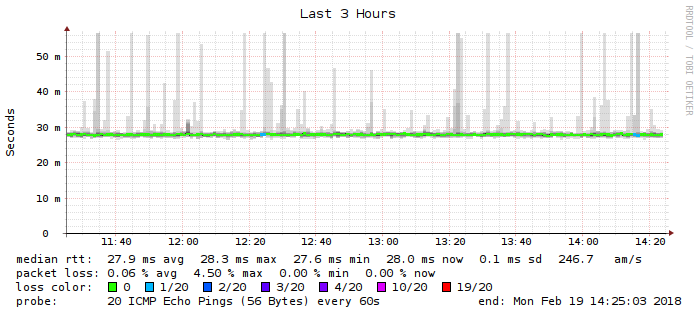 Last 3 Hours
RRDTOOL / TOBI OETIKER
Seconds
50 m
40 m
30 m
20 m
10 m
0
11:40 12:00 12:20 12:40 13:00 13:20 13:40 14:00 14:20
median rtt: 27.9 ms avg 28.3 ms max 27.6 ms min 28.0 ms now 0.1 ms sd 246.7 am/s
packet loss: 0.06 % avg 4.50 % max 0.00 % min 0.00 % now
loss color: 0 1/20 2/20 3/20 4/20 10/20 19/20
probe: 20 ICMP Echo Pings (56 Bytes) every 60s end: Mon Feb 19 14:25:03 2018